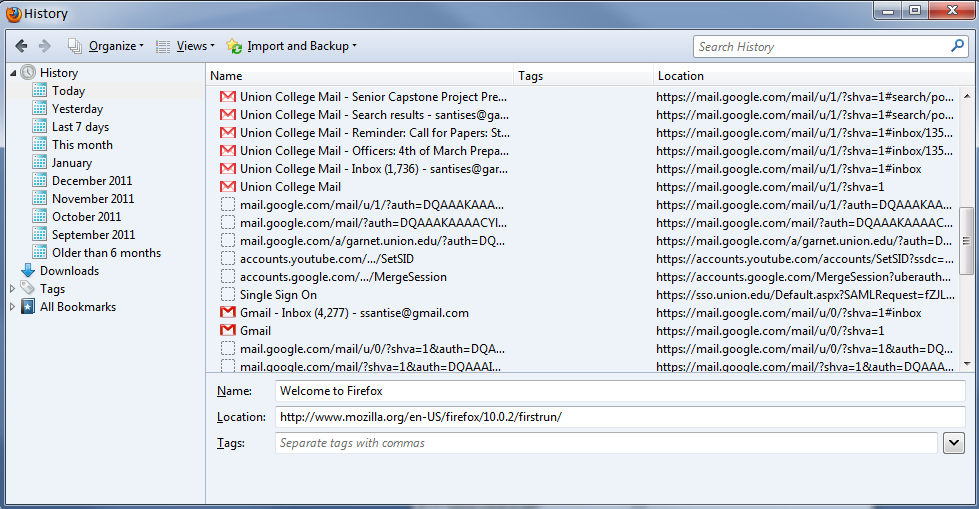 History
Organize Views Import and Backup Search History
History
Today
Yesterday
Last 7 days
This month
January
December 2011
November 2011
October 2011
September 2011
Older than 6 months
Downloads
Tags
All Bookmarks
Name Tags Location
Union College Mail - Senior Capstone Project Pre... https://mail.google.com/mail/u/1/?shva=1#search/po...
Union College Mail - Search results - santises@ga... https://mail.google.com/mail/u/1/?shva=1#search/po...
Union College Mail - Reminder: Call for Papers: St... https://mail.google.com/mail/u/1/?shva=1#inbox/135...
Union College Mail - Officers: 4th of March Prepa... https://mail.google.com/mail/u/1/?shva=1#inbox/135...
Union College Mail - Inbox (1,736) - santises@gar... https://mail.google.com/mail/u/1/?shva=1#inbox
Union College Mail https://mail.google.com/mail/u/1/?shva=1
mail.google.com/mail/u/1/?auth=DQAAAKAAA... https://mail.google.com/mail/u/1/?auth=DQAAAKAA...
mail.google.com/mail/?auth=DQAAAKAAAACYI... https://mail.google.com/mail/?auth=DQAAAKAAAAC...
mail.google.com/a/garnet.union.edu/?auth=DQ... https://mail.google.com/a/garnet.union.edu/?auth=D...
accounts.youtube.com/.../SetSID https://accounts.youtube.com/accounts/SetSID?ssdc=...
accounts.google.com/.../MergeSession https://accounts.google.com/MergeSession?uberauth...
Single Sign On https://sso.union.edu/Default.aspx?SAMLRequest=fZJL...
Gmail - Inbox (4,277) - ssantise@gmail.com https://mail.google.com/mail/u/0/?shva=1#inbox
Gmail https://mail.google.com/mail/u/0/?shva=1
mail.google.com/mail/u/0/?shva=1&auth=DQA... https://mail.google.com/mail/u/0/?shva=1&auth=DQ...
mail.google.com/mail/?shva=1&auth=DQAAAI... https://mail.google.com/mail/?shva=1&auth=DQAAA...
Name: Welcome to Firefox
Location: http://www.mozilla.org/en-US/firefox/10.0.2/firstrun/
Tags: Separate tags with commas